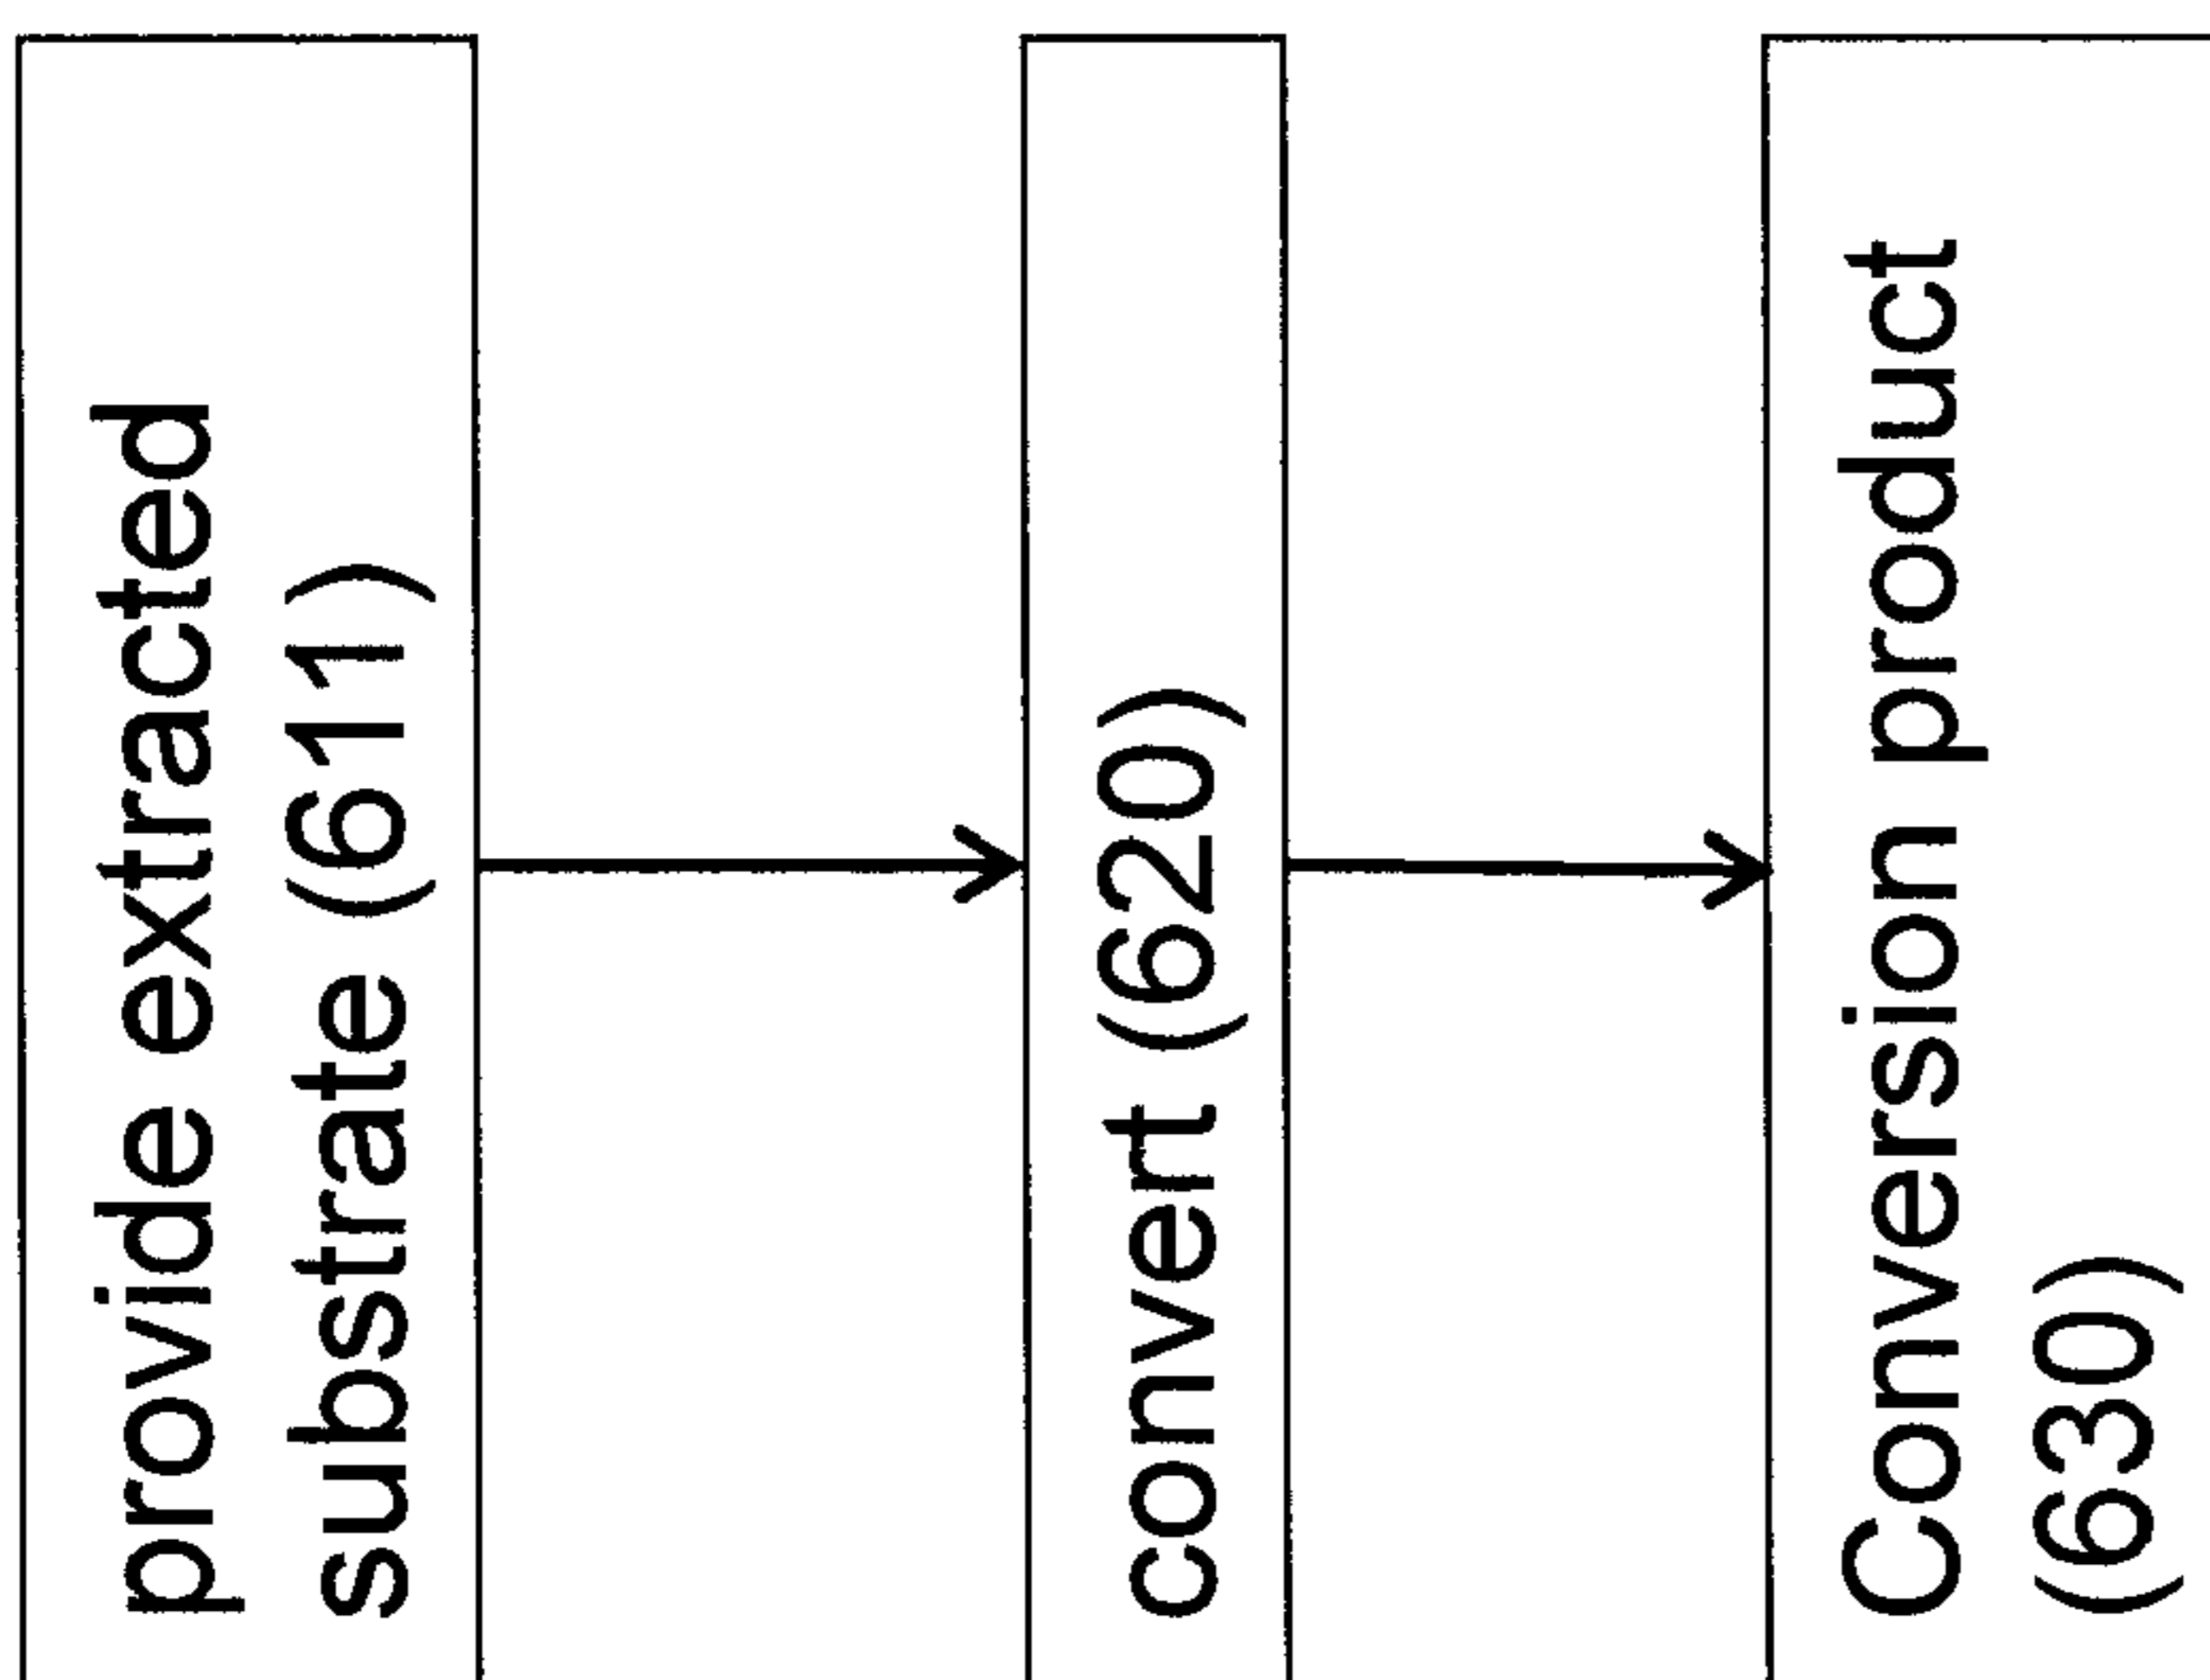 provide extracted
substrate (611)
convert (620)
Conversion product
(630)